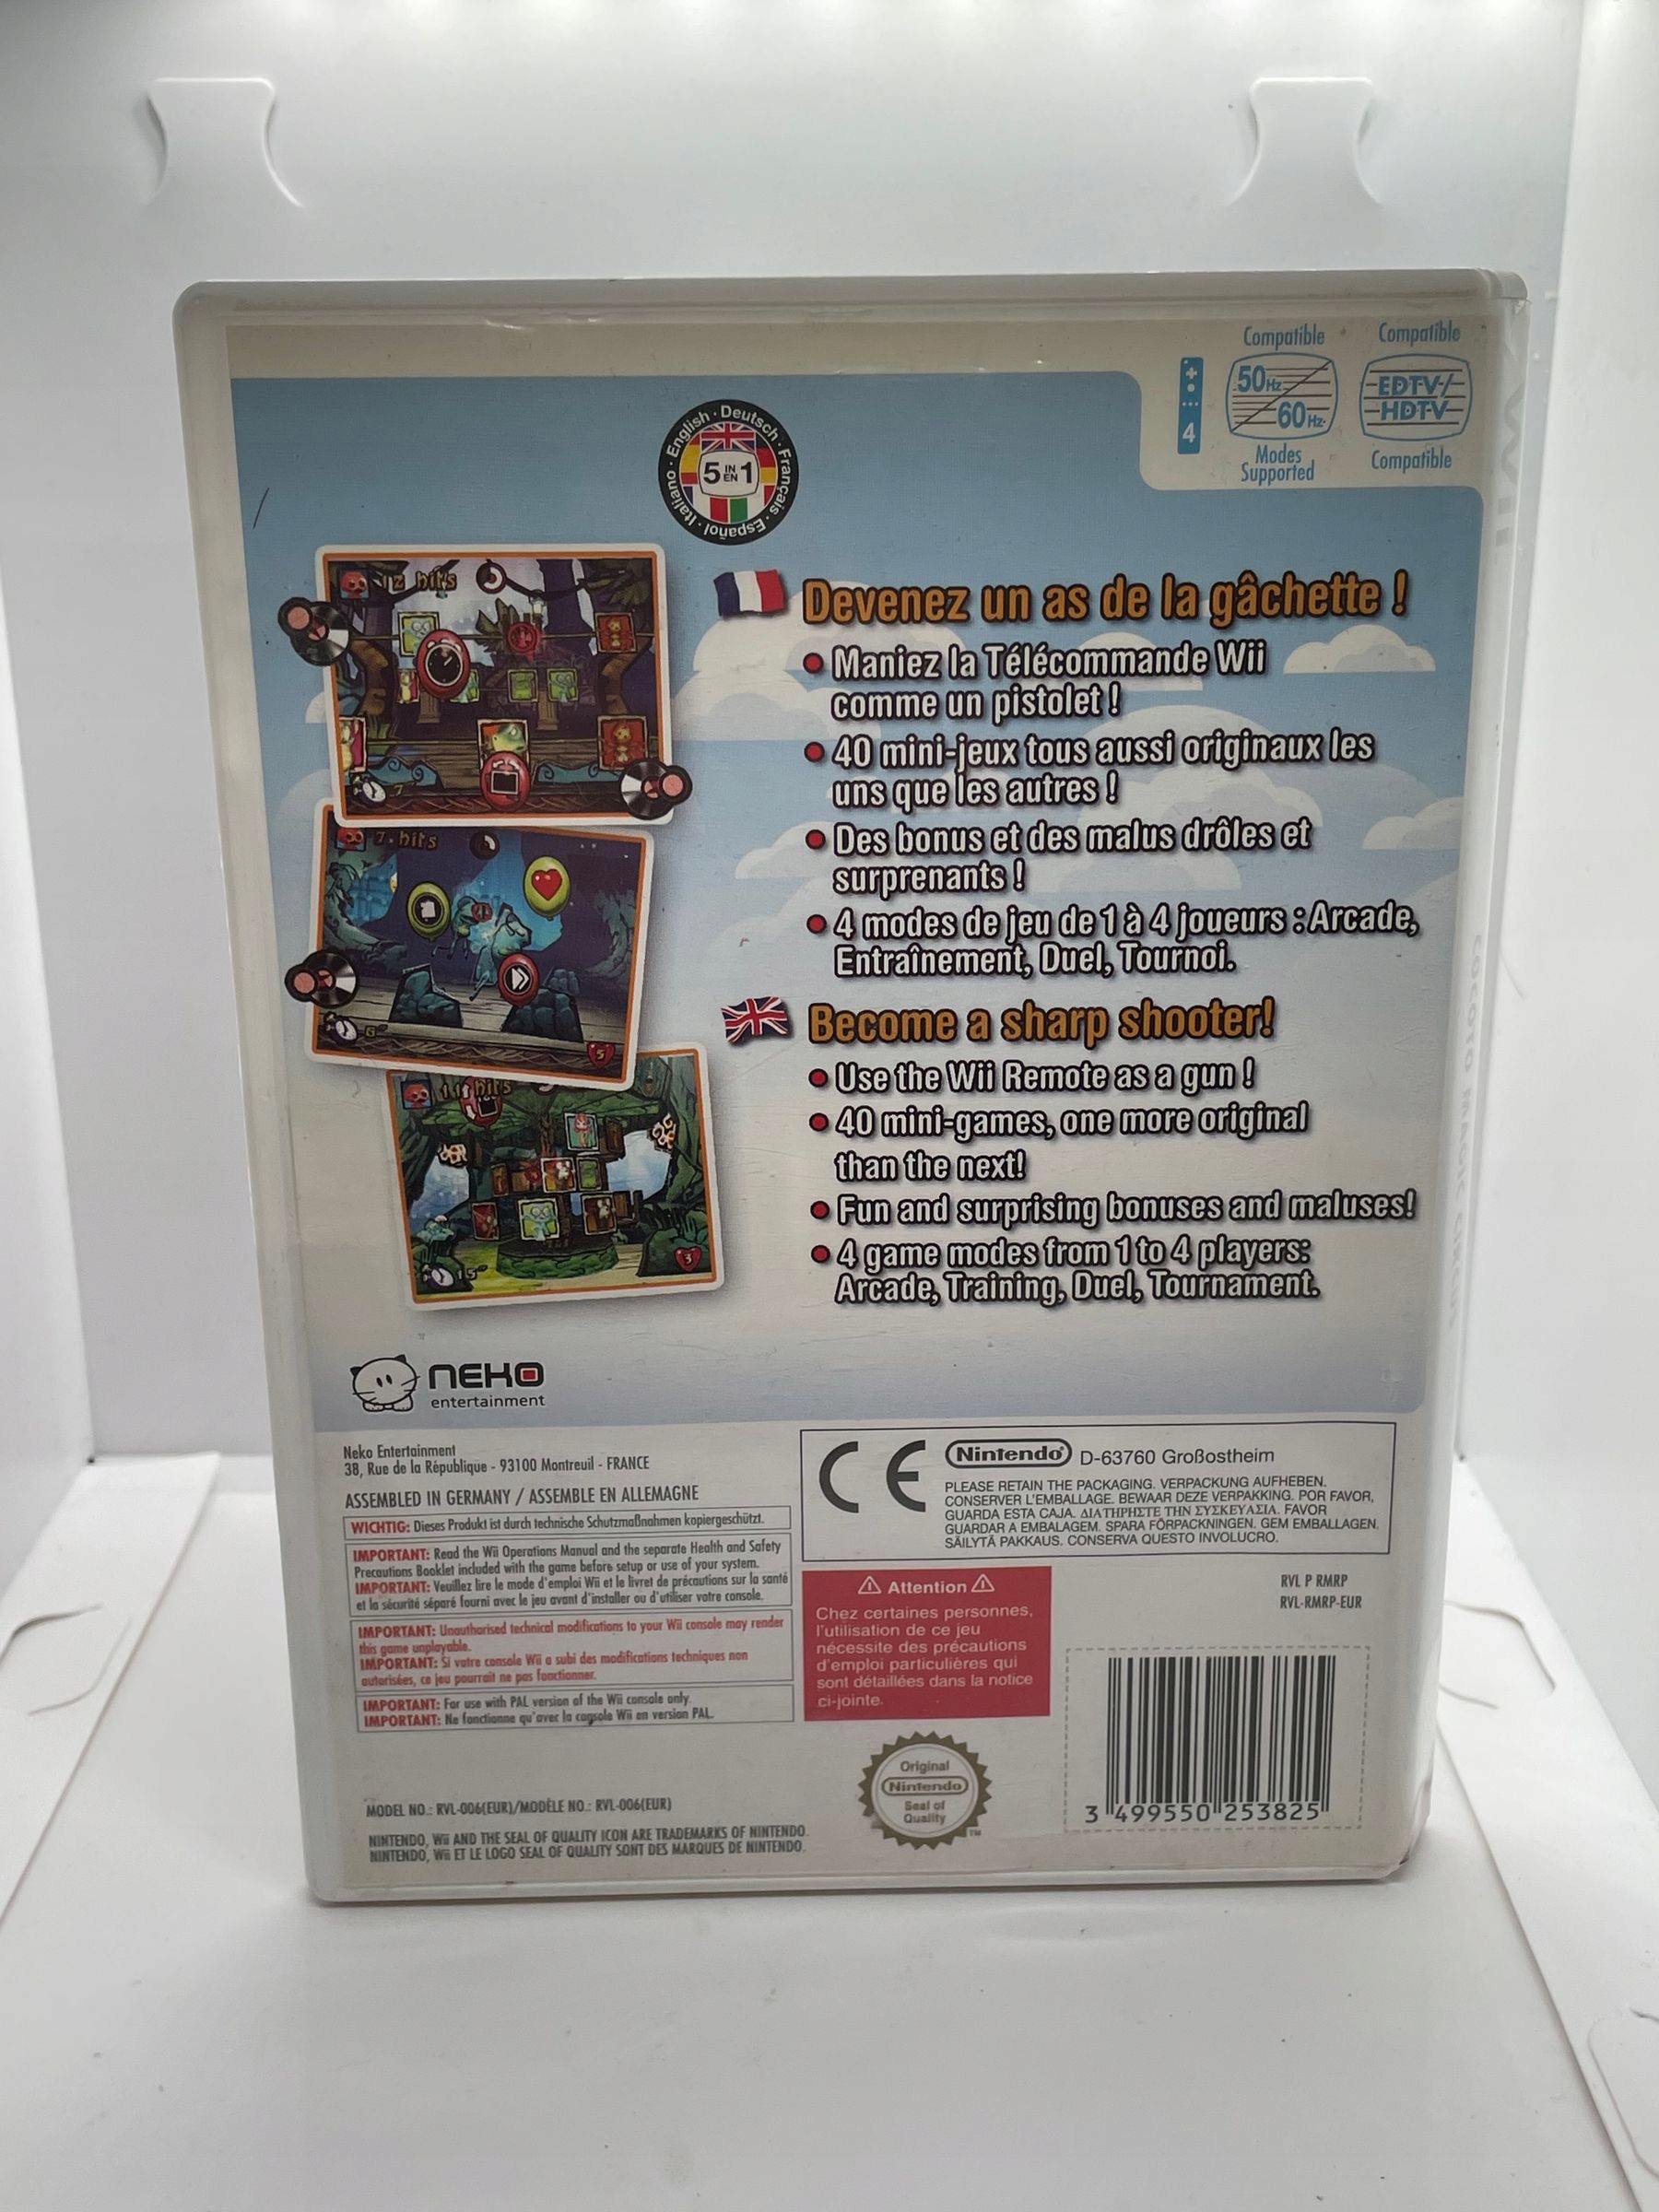 Compatible
50Hz
60Hz
Modes
Supported
Compatible
EDTV/
HDTV
Compatible
4
English · Deutsch · Français · Español · Italiano ·
5 IN EN 1
12 hits
7
7 hits
6"
5
11 hits
15"
3
Devenez un as de la gâchette !
Maniez la Télécommande Wii
comme un pistolet !
40 mini-jeux tous aussi originaux les
uns que les autres !
Des bonus et des malus drôles et
surprenants !
4 modes de jeu de 1 à 4 joueurs : Arcade,
Entraînement, Duel, Tournoi.
Become a sharp shooter!
Use the Wii Remote as a gun !
40 mini-games, one more original
than the next!
Fun and surprising bonuses and maluses!
4 game modes from 1 to 4 players:
Arcade, Training, Duel, Tournament.
COCOTO MAGIC CIRCUS
Wii
NEKO
entertainment
Neko Entertainment
38, Rue de la République - 93100 Montreuil - FRANCE
ASSEMBLED IN GERMANY / ASSEMBLE EN ALLEMAGNE
WICHTIG: Dieses Produkt ist durch technische Schutzmaßnahmen kopiergeschützt.
IMPORTANT: Read the Wii Operations Manual and the separate Health and Safety
Precautions Booklet included with the game before setup or use of your system.
IMPORTANT: Veuillez lire le mode d'emploi Wii et le livret de précautions sur la santé
et la sécurité séparé fourni avec le jeu avant d'installer ou d'utiliser votre console.
IMPORTANT: Unauthorised technical modifications to your Wii console may render
this game unplayable.
IMPORTANT: Si votre console Wii a subi des modifications techniques non
autorisées, ce jeu pourrait ne pas fonctionner.
IMPORTANT: For use with PAL version of the Wii console only.
IMPORTANT: Ne fonctionne qu'avec la console Wii en version PAL.
MODEL NO.: RVL-006(EUR)/MODÈLE NO.: RVL-006(EUR)
NINTENDO, Wii AND THE SEAL OF QUALITY ICON ARE TRADEMARKS OF NINTENDO.
NINTENDO, Wii ET LE LOGO SEAL OF QUALITY SONT DES MARQUES DE NINTENDO.
CE
Nintendo D-63760 Großostheim
PLEASE RETAIN THE PACKAGING. VERPACKUNG AUFHEBEN.
CONSERVER L'EMBALLAGE. BEWAAR DEZE VERPAKKING. POR FAVOR,
GUARDA ESTA CAJA. ΔΙΑΤΗΡΗΣΤΕ ΤΗΝ ΣΥΣΚΕΥΑΣΙΑ. FAVOR
GUARDAR A EMBALAGEM. SPARA FÖRPACKNINGEN. GEM EMBALLAGEN.
SÄILYTÄ PAKKAUS. CONSERVA QUESTO INVOLUCRO.
Attention
Chez certaines personnes,
l'utilisation de ce jeu
nécessite des précautions
d'emploi particulières qui
sont détaillées dans la notice
ci-jointe.
RVL P RMRP
RVL-RMRP-EUR
Original
Nintendo
Seal of
Quality
TM
3 499550 253825